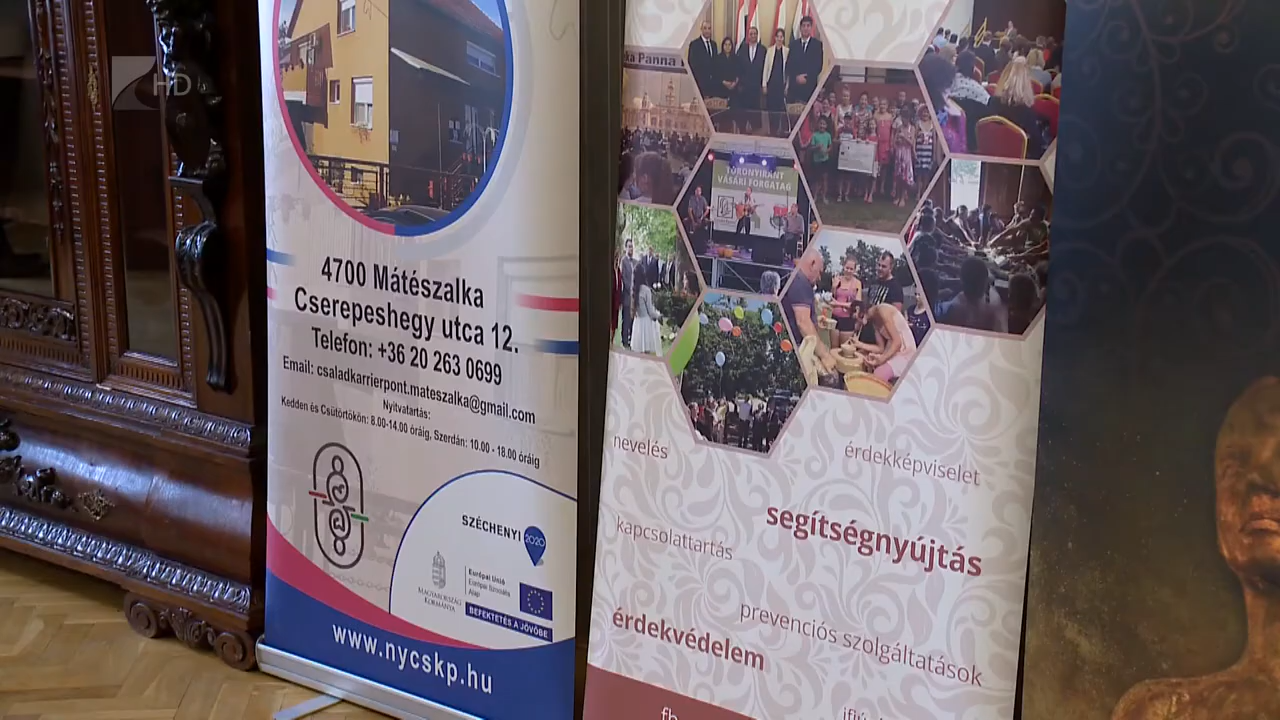 HD
4700 Mátészalka
Cserepeshegy utca 12.
Telefon: +36 20 263 0699
Email: csaladkarrierpont.mateszalka@gmail.com
Nyitvatartás:
Kedden és Csütörtökön: 8.00-14.00 óráig, Szerdán: 10.00 - 18.00 óráig
SZÉCHENYI 2020
MAGYARORSZÁG
KORMÁNYA
Európai Unió
Európai Szociális
Alap
BEFEKTETÉS A JÖVŐBE
www.nycskp.hu
Panna
TORONYIRÁNT
VÁSÁRI FORGATAG
nevelés
érdekképviselet
segítségnyújtás
kapcsolattartás
prevenciós szolgáltatások
érdekvédelem